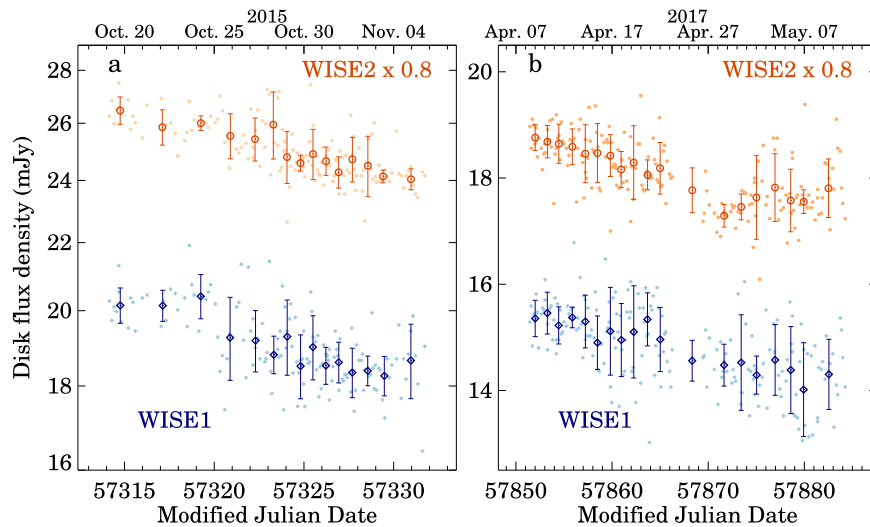 2015
2017
Oct. 20 Oct. 25 Oct. 30 Nov. 04
Apr. 07 Apr. 17 Apr. 27 May. 07
a
WISE2 x 0.8
b
WISE2 x 0.8
28
26
24
22
20
18
16
20
18
16
14
Disk flux density (mJy)
WISE1
WISE1
57315 57320 57325 57330
57850 57860 57870 57880
Modified Julian Date
Modified Julian Date